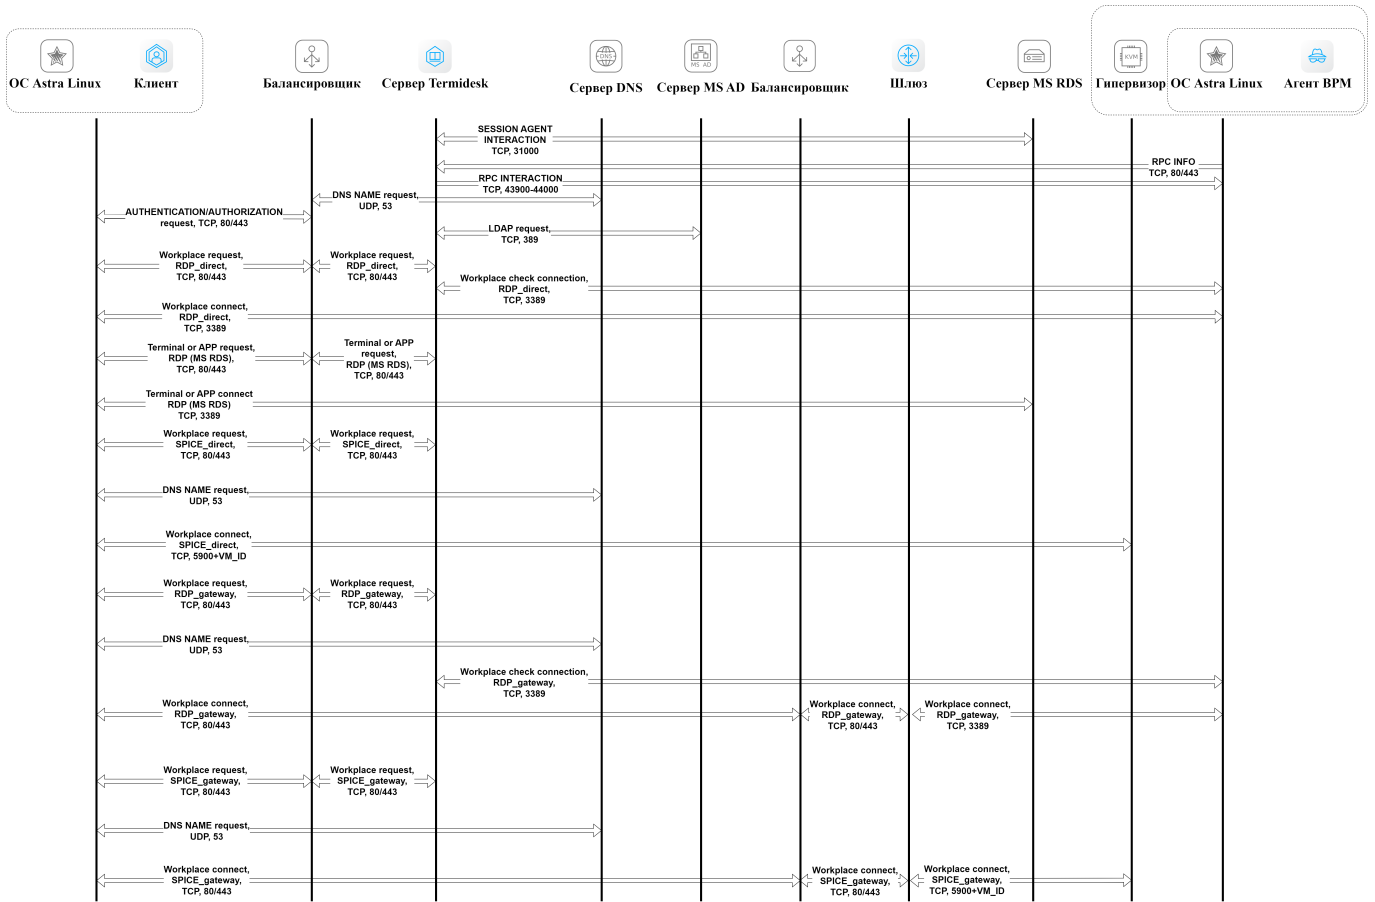 DNS
MS AD
KVM
ОС Astra Linux
Клиент
Балансировщик
Сервер Termidesk
Сервер DNS
Сервер MS AD
Балансировщик
Шлюз
Сервер MS RDS
Гипервизор
ОС Astra Linux
Агент ВРМ
SESSION AGENT
INTERACTION
TCP, 31000
RPC INFO
TCP, 80/443
RPC INTERACTION
TCP, 43900-44000
DNS NAME request,
UDP, 53
AUTHENTICATION/AUTHORIZATION
request, TCP, 80/443
LDAP request,
TCP, 389
Workplace request,
RDP_direct,
TCP, 80/443
Workplace request,
RDP_direct,
TCP, 80/443
Workplace check connection,
RDP_direct,
TCP, 3389
Workplace connect,
RDP_direct,
TCP, 3389
Terminal or APP request,
RDP (MS RDS),
TCP, 80/443
Terminal or APP
request,
RDP (MS RDS),
TCP, 80/443
Terminal or APP connect
RDP (MS RDS)
TCP, 3389
Workplace request,
SPICE_direct,
TCP, 80/443
Workplace request,
SPICE_direct,
TCP, 80/443
DNS NAME request,
UDP, 53
Workplace connect,
SPICE_direct,
TCP, 5900+VM_ID
Workplace request,
RDP_gateway,
TCP, 80/443
Workplace request,
RDP_gateway,
TCP, 80/443
DNS NAME request,
UDP, 53
Workplace check connection,
RDP_gateway,
TCP, 3389
Workplace connect,
RDP_gateway,
TCP, 80/443
Workplace connect,
RDP_gateway,
TCP, 80/443
Workplace connect,
RDP_gateway,
TCP, 3389
Workplace request,
SPICE_gateway,
TCP, 80/443
Workplace request,
SPICE_gateway,
TCP, 80/443
DNS NAME request,
UDP, 53
Workplace connect,
SPICE_gateway,
TCP, 80/443
Workplace connect,
SPICE_gateway,
TCP, 80/443
Workplace connect,
SPICE_gateway,
TCP, 5900+VM_ID